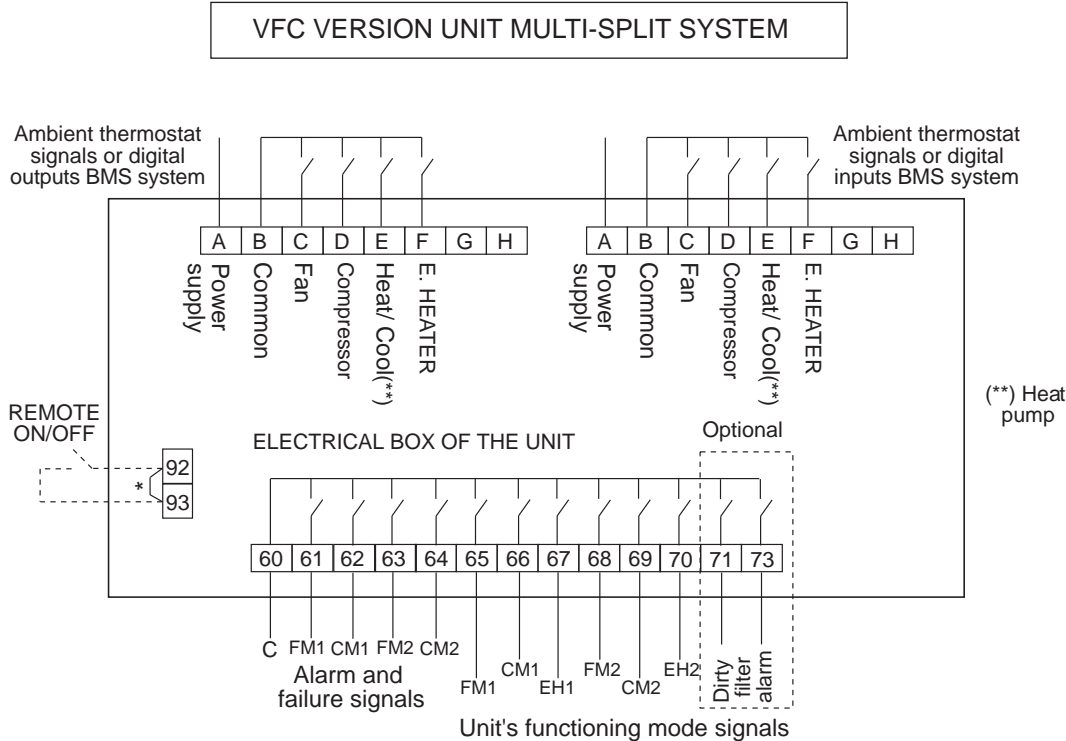 VFC VERSION UNIT MULTI-SPLIT SYSTEM
Ambient thermostat
signals or digital
outputs BMS system
Ambient thermostat
signals or digital
inputs BMS system
A B C D E F G H
A B C D E F G H
Power
supply
Common
Fan
Compressor
Heat/ Cool(**)
E. HEATER
Power
supply
Common
Fan
Compressor
Heat/ Cool(**)
E. HEATER
(**) Heat
pump
REMOTE
ON/OFF
92
*
93
ELECTRICAL BOX OF THE UNIT
Optional
60 61 62 63 64 65 66 67 68 69 70 71 73
C FM1 CM1 FM2 CM2
FM1 CM1 EH1 FM2 CM2 EH2
Dirty
filter
alarm
Alarm and
failure signals
Unit's functioning mode signals